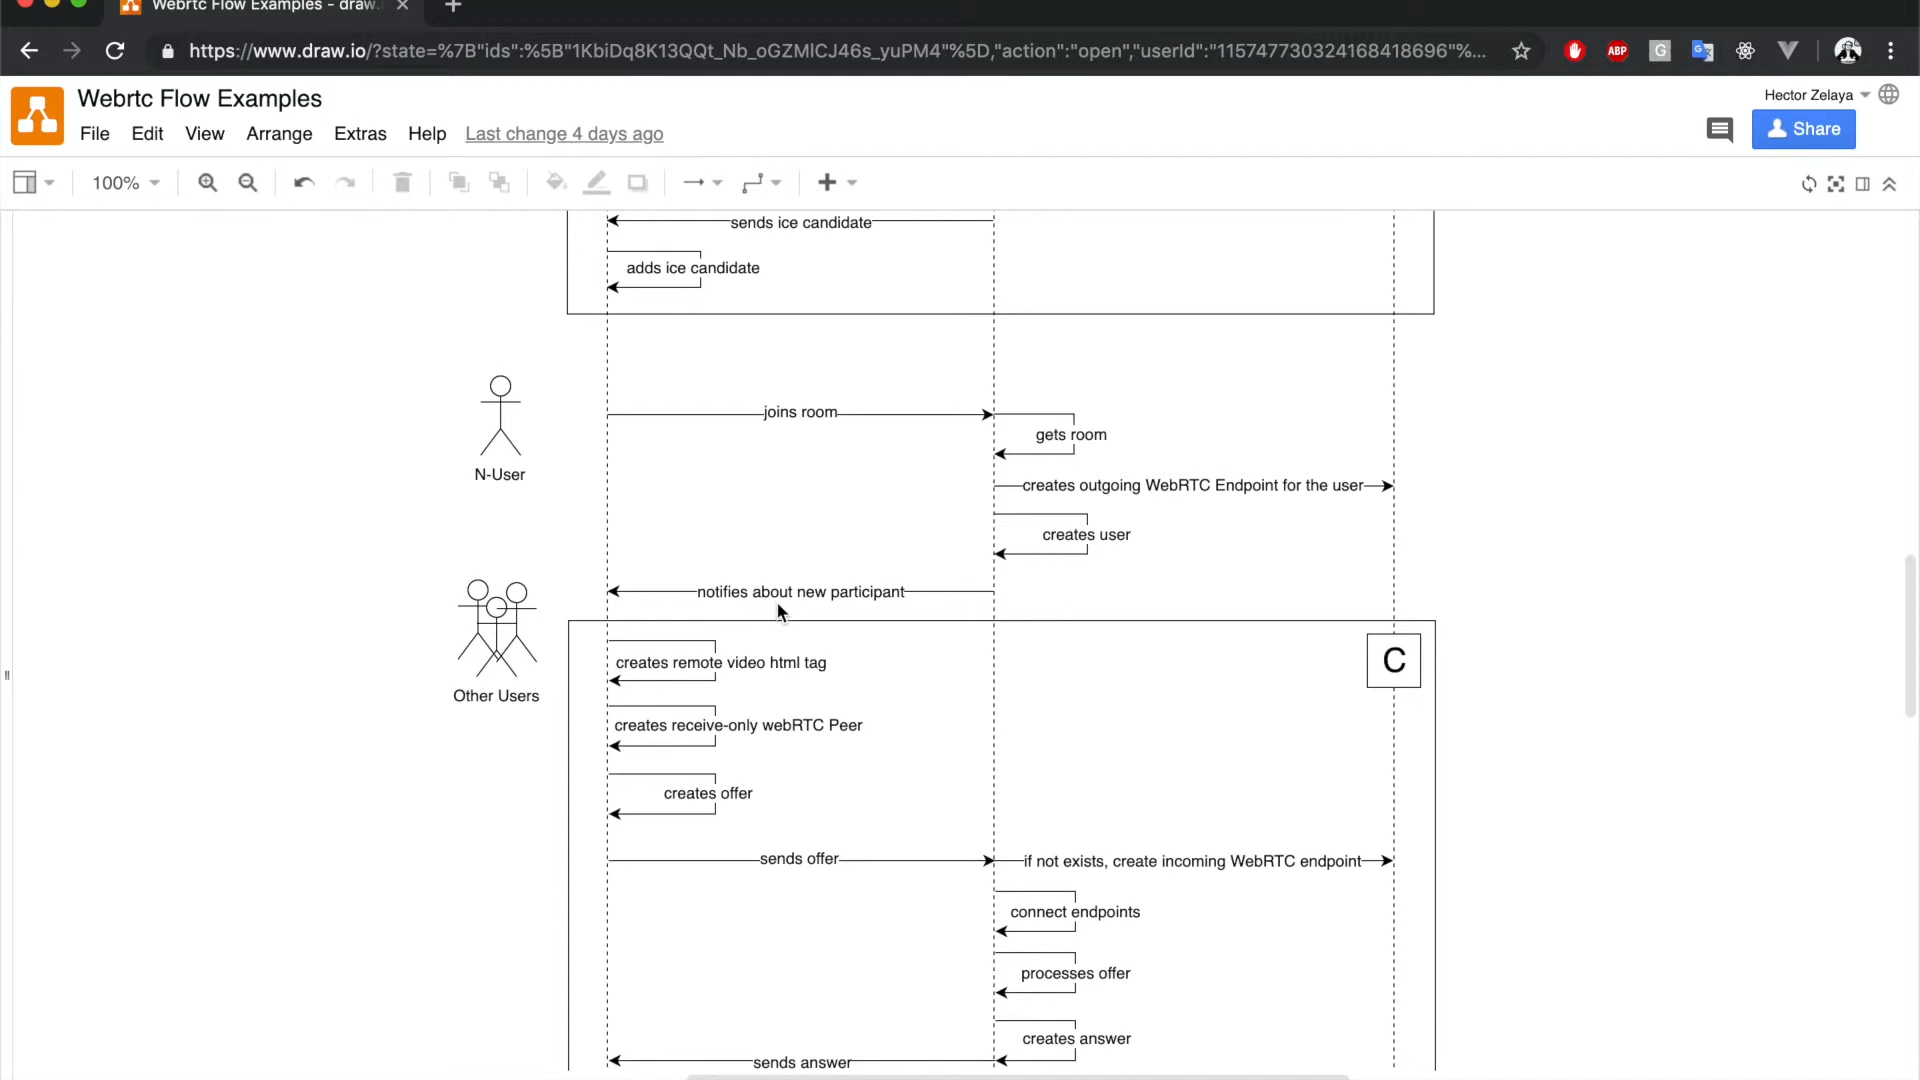 Webrtc Flow Examples - draw.
https://www.draw.io/?state=%7B"ids":%5B"1KbiDq8K13QQt_Nb_oGZMlCJ46s_yuPM4"%5D,"action":"open","userId":"115747730324168418696"%...
ABP
G
Webrtc Flow Examples
Hector Zelaya
File Edit View Arrange Extras Help Last change 4 days ago
Share
100%
sends ice candidate
adds ice candidate
joins room
gets room
N-User
creates outgoing WebRTC Endpoint for the user
creates user
notifies about new participant
C
creates remote video html tag
Other Users
creates receive-only webRTC Peer
creates offer
sends offer
if not exists, create incoming WebRTC endpoint
connect endpoints
processes offer
creates answer
sends answer